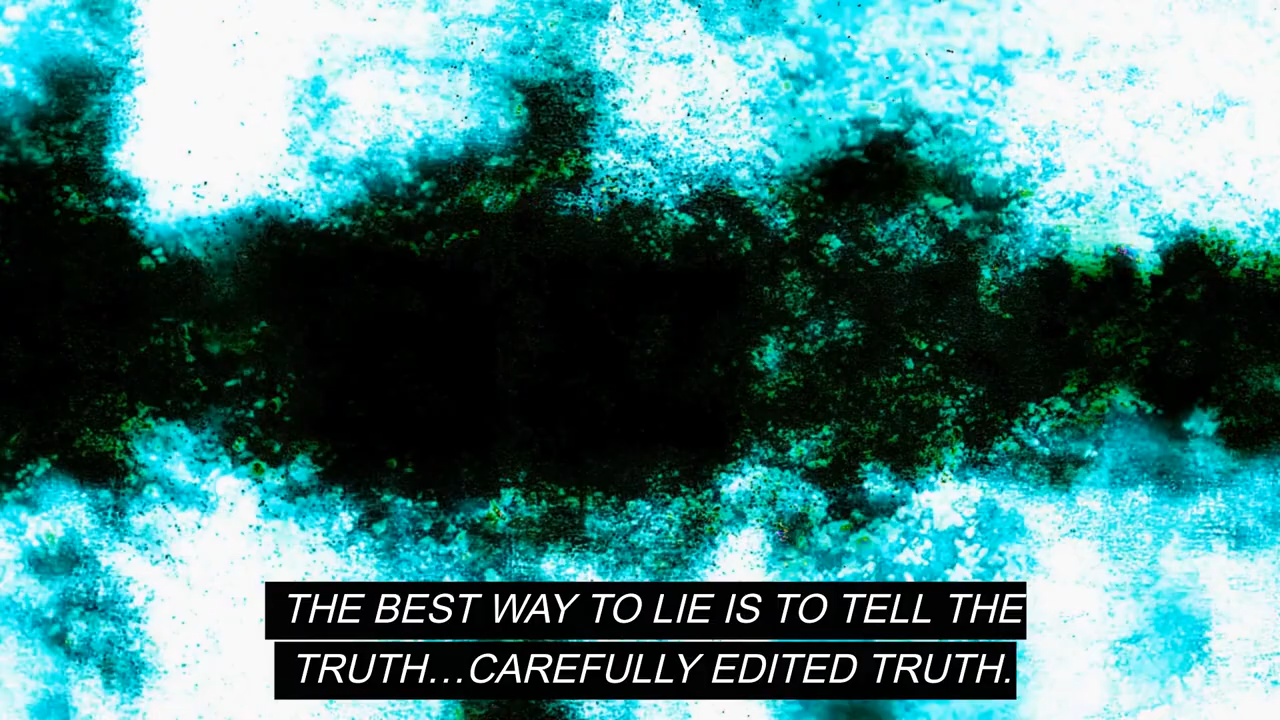 THE BEST WAY TO LIE IS TO TELL THE
TRUTH...CAREFULLY EDITED TRUTH.